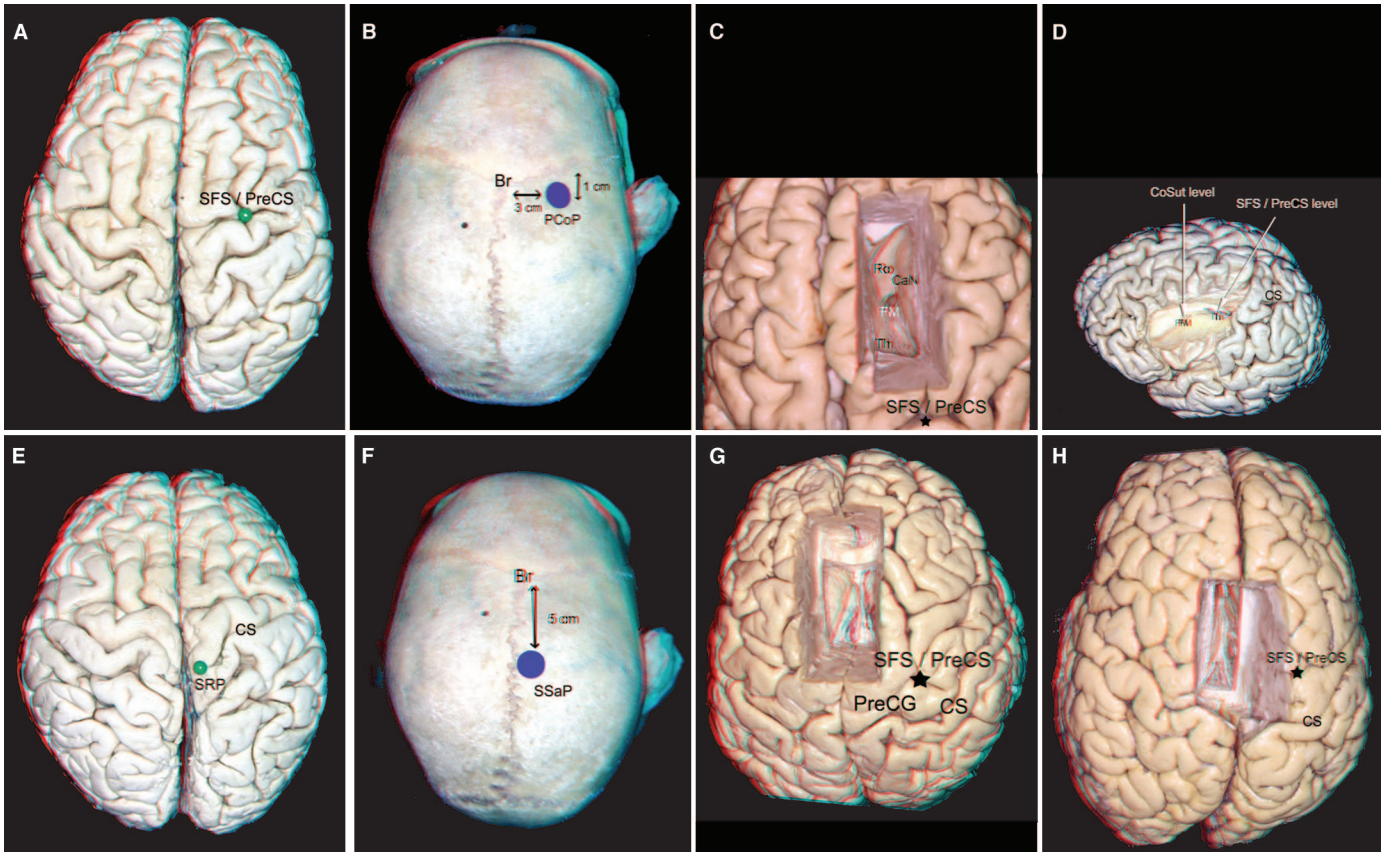 A
SFS / PreCS
B
Br
1 cm
3 cm
PCoP
C
Ro
CaN
FM
Th
SFS / PreCS
D
CoSut level
SFS / PreCS level
CS
FM
Th
E
CS
SRP
F
Br
5 cm
SSaP
G
SFS / PreCS
PreCG
CS
H
SFS / PreCS
CS